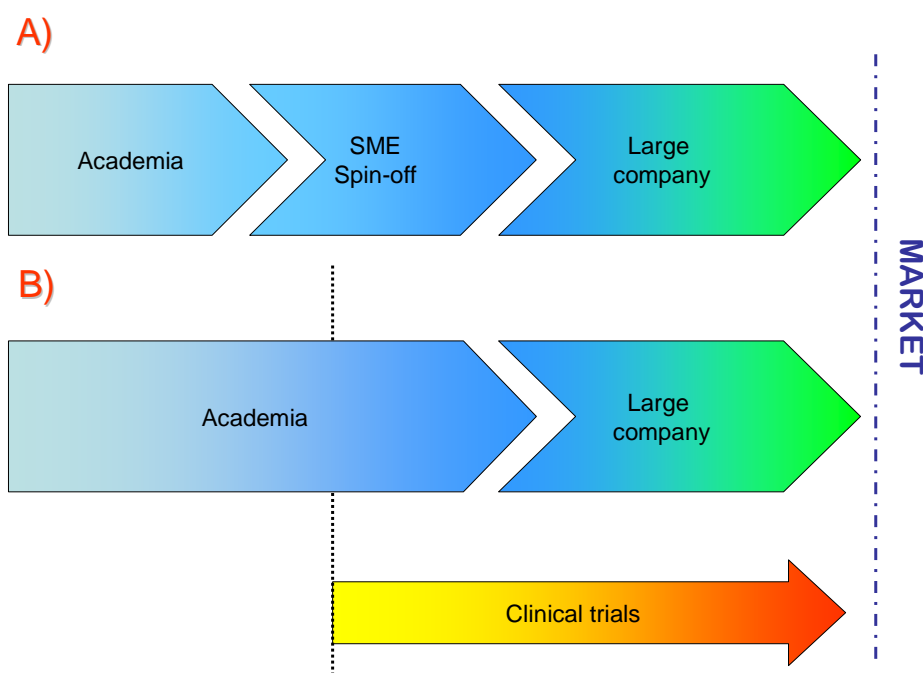 A)
Academia
SME
Spin-off
Large
company
B)
Academia
Large
company
MARKET
Clinical trials